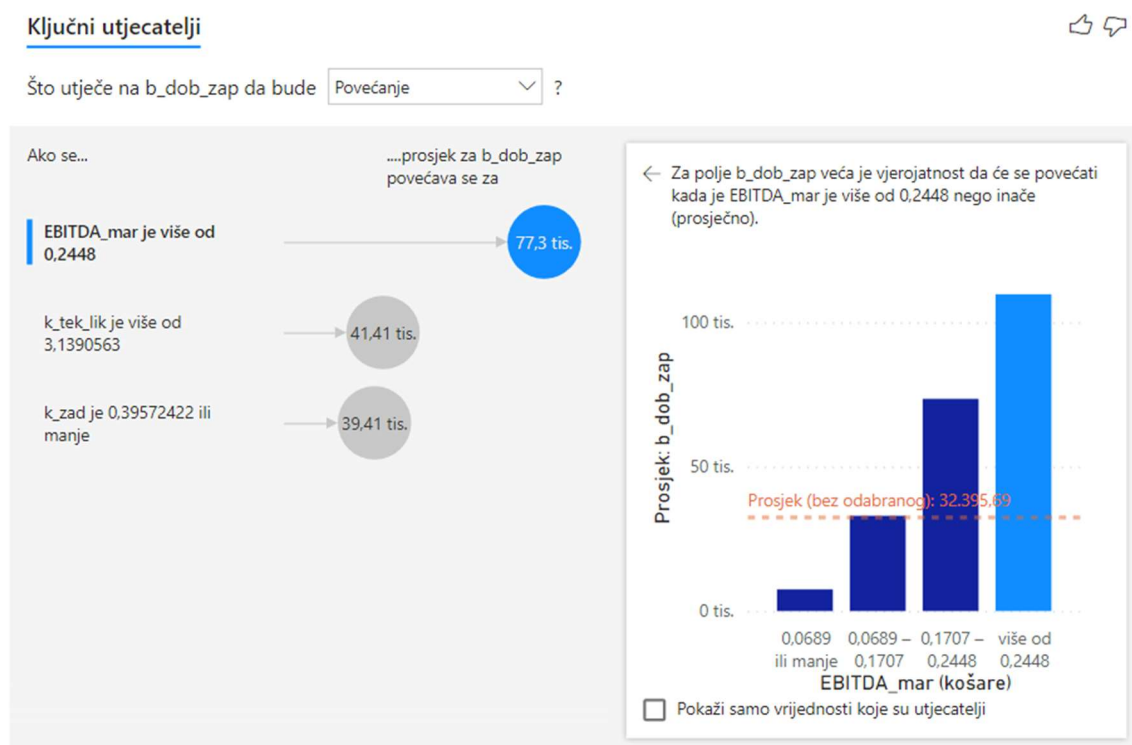 Ključni utjecatelji
Što utječe na b_dob_zap da bude Povećanje ?
Ako se...
....prosjek za b_dob_zap
povećava se za
EBITDA_mar je više od
0,2448
77,3 tis.
k_tek_lik je više od
3,1390563
41,41 tis.
k_zad je 0,39572422 ili
manje
39,41 tis.
← Za polje b_dob_zap veća je vjerojatnost da će se povećati
kada je EBITDA_mar je više od 0,2448 nego inače
(prosječno).
Prosjek: b_dob_zap
100 tis.
50 tis.
0 tis.
Prosjek (bez odabranog): 32.395,69
0,0689
ili manje
0,0689 –
0,1707
0,1707 –
0,2448
više od
0,2448
EBITDA_mar (košare)
Pokaži samo vrijednosti koje su utjecatelji